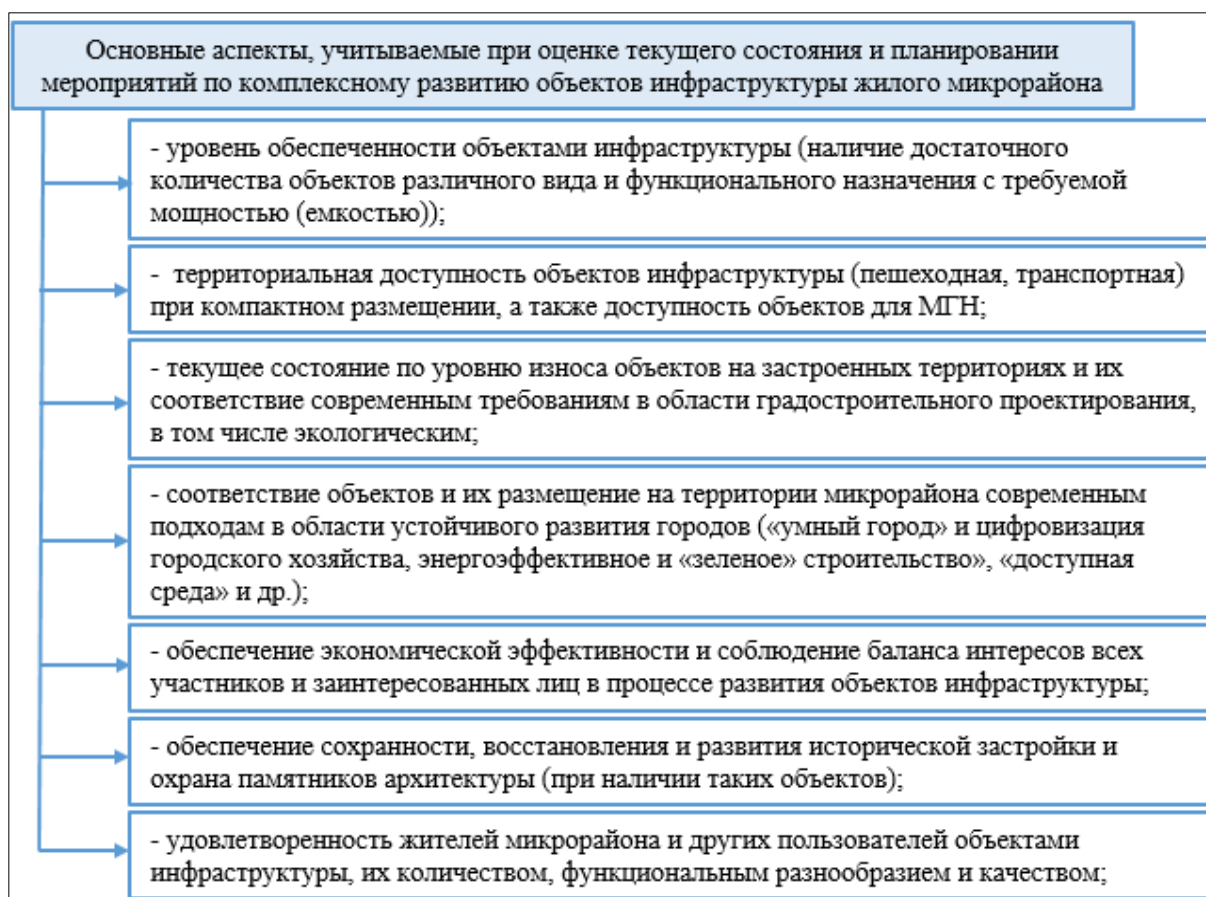 Основные аспекты, учитываемые при оценке текущего состояния и планировании
мероприятий по комплексному развитию объектов инфраструктуры жилого микрорайона
- уровень обеспеченности объектами инфраструктуры (наличие достаточного
количества объектов различного вида и функционального назначения с требуемой
мощностью (емкостью));
- территориальная доступность объектов инфраструктуры (пешеходная, транспортная)
при компактном размещении, а также доступность объектов для МГН;
- текущее состояние по уровню износа объектов на застроенных территориях и их
соответствие современным требованиям в области градостроительного проектирования,
в том числе экологическим;
- соответствие объектов и их размещение на территории микрорайона современным
подходам в области устойчивого развития городов («умный город» и цифровизация
городского хозяйства, энергоэффективное и «зеленое» строительство», «доступная
среда» и др.);
- обеспечение экономической эффективности и соблюдение баланса интересов всех
участников и заинтересованных лиц в процессе развития объектов инфраструктуры;
- обеспечение сохранности, восстановления и развития исторической застройки и
охрана памятников архитектуры (при наличии таких объектов);
- удовлетворенность жителей микрорайона и других пользователей объектами
инфраструктуры, их количеством, функциональным разнообразием и качеством;